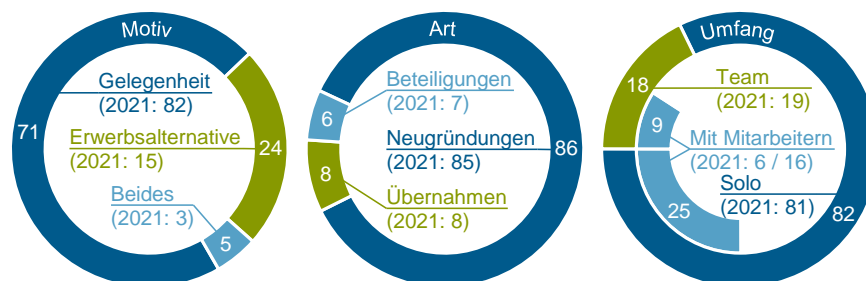 Motiv
Gelegenheit
(2021: 82)
71
Erwerbsalternative
(2021: 15)
24
Beides
(2021: 3)
5
Art
Beteiligungen
(2021: 7)
6
Neugründungen
(2021: 85)
86
8
Übernahmen
(2021: 8)
Umfang
18
Team
(2021: 19)
9
Mit Mitarbeitern
(2021: 6 / 16)
25
Solo
(2021: 81)
82